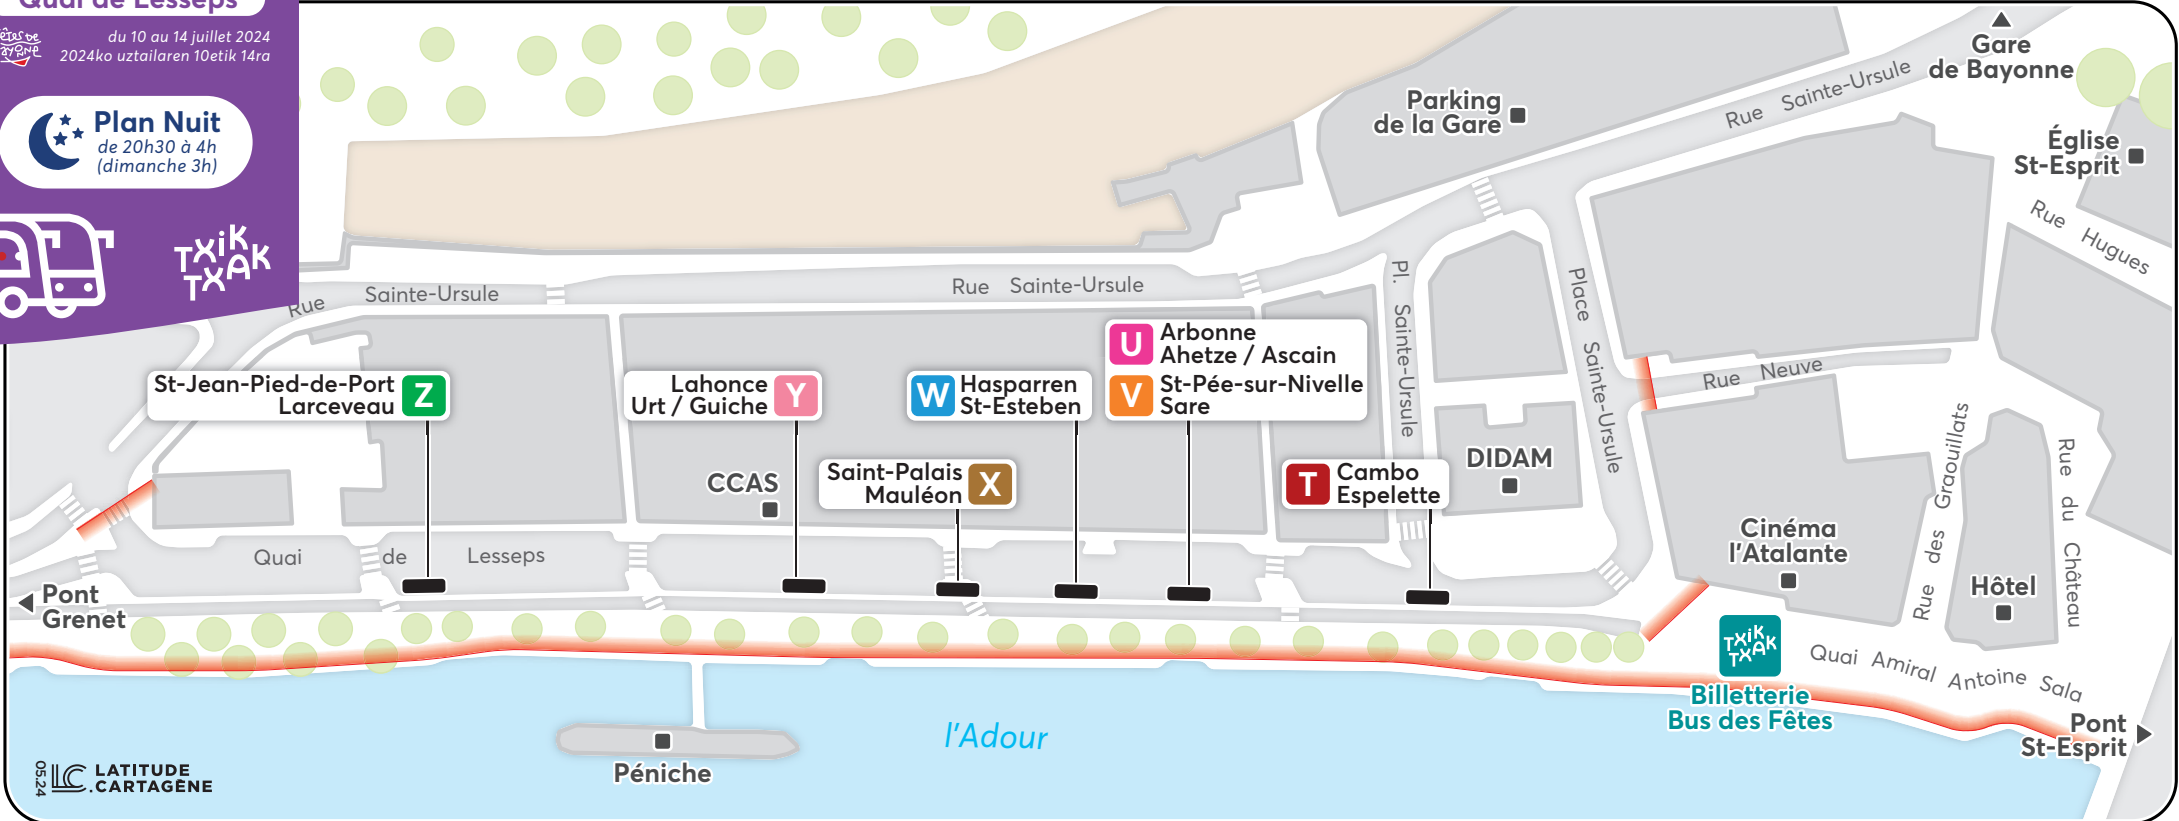 Quai de Lesseps
du 10 au 14 juillet 2024
2024ko uztailaren 10etik 14ra
Plan Nuit
de 20h30 à 4h
(dimanche 3h)
TXiK
TXAK
Gare
de Bayonne
Parking
de la Gare
Rue Sainte-Ursule
Église
St-Esprit
Rue Hugues
Rue Sainte-Ursule
Rue Sainte-Ursule
Pl. Sainte-Ursule
Place Sainte-Ursule
Rue Neuve
U Arbonne
Ahetze / Ascain
V St-Pée-sur-Nivelle
Sare
St-Jean-Pied-de-Port
Larceveau Z
Lahonce
Urt / Guiche Y
W Hasparren
St-Esteben
Saint-Palais
Mauléon X
T Cambo
Espelette
CCAS
DIDAM
Cinéma
l'Atalante
Rue des Graouillats
Hôtel
Rue du Château
Quai de Lesseps
Pont
Grenet
TXiK
TXAK
Billetterie
Bus des Fêtes
Quai Amiral Antoine Sala
Pont
St-Esprit
l'Adour
Péniche
05.24
LC LATITUDE
.CARTAGÈNE